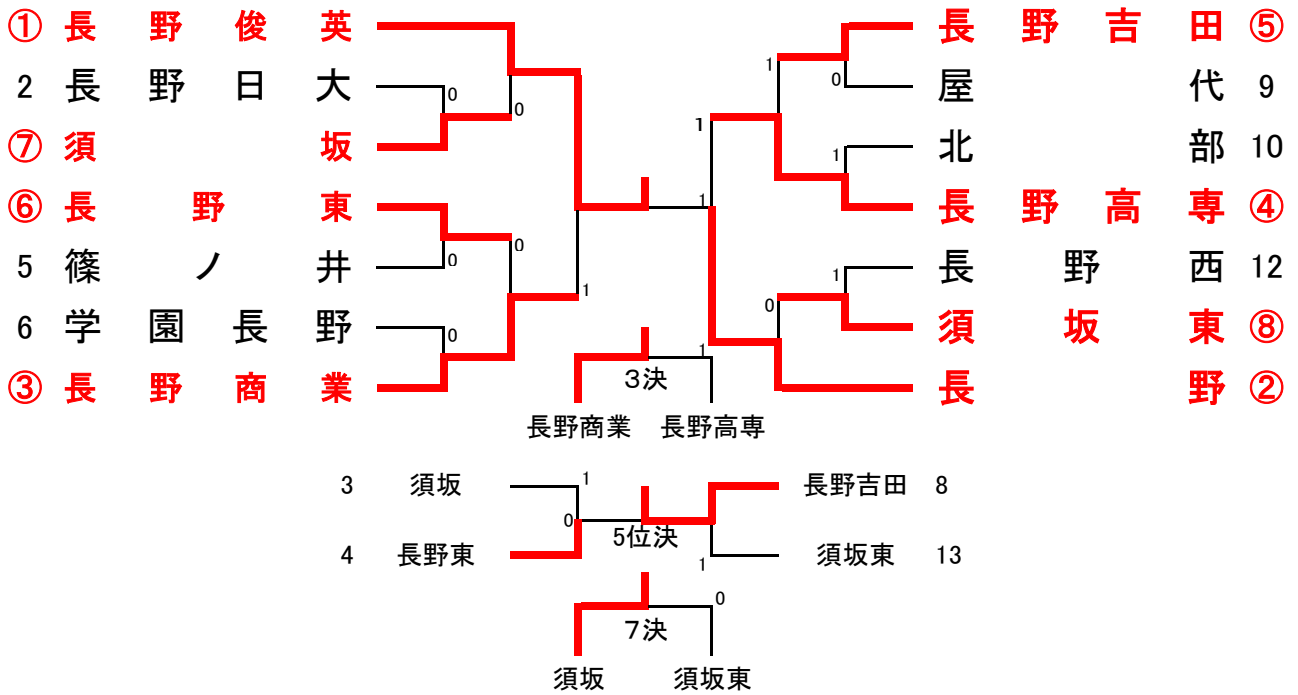 ① 長野俊英 長野吉田 ⑤
1
2 長野日大 0 0 0 屋代 9
⑦ 須坂 1 1 北部 10
⑥ 長野東 1 長野高専 ④
0
5 篠ノ井 0 1 長野西 12
1 0
6 学園長野 0 須坂東 ⑧
1
③ 長野商業 3決 長野 ②
長野商業 長野高専
3 須坂 1 長野吉田 8
0 5位決
4 長野東 1 須坂東 13
0
7決
須坂 須坂東